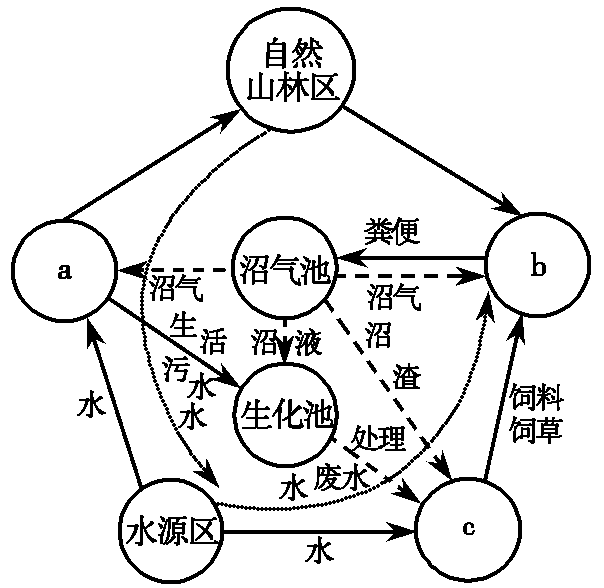 自然
山林区
粪便
a
沼气池
b
沼气
沼气
生活
污水
沼液
沼渣
水
水
生化池
饲料
饲草
处理
废水
水
水源区
水
c